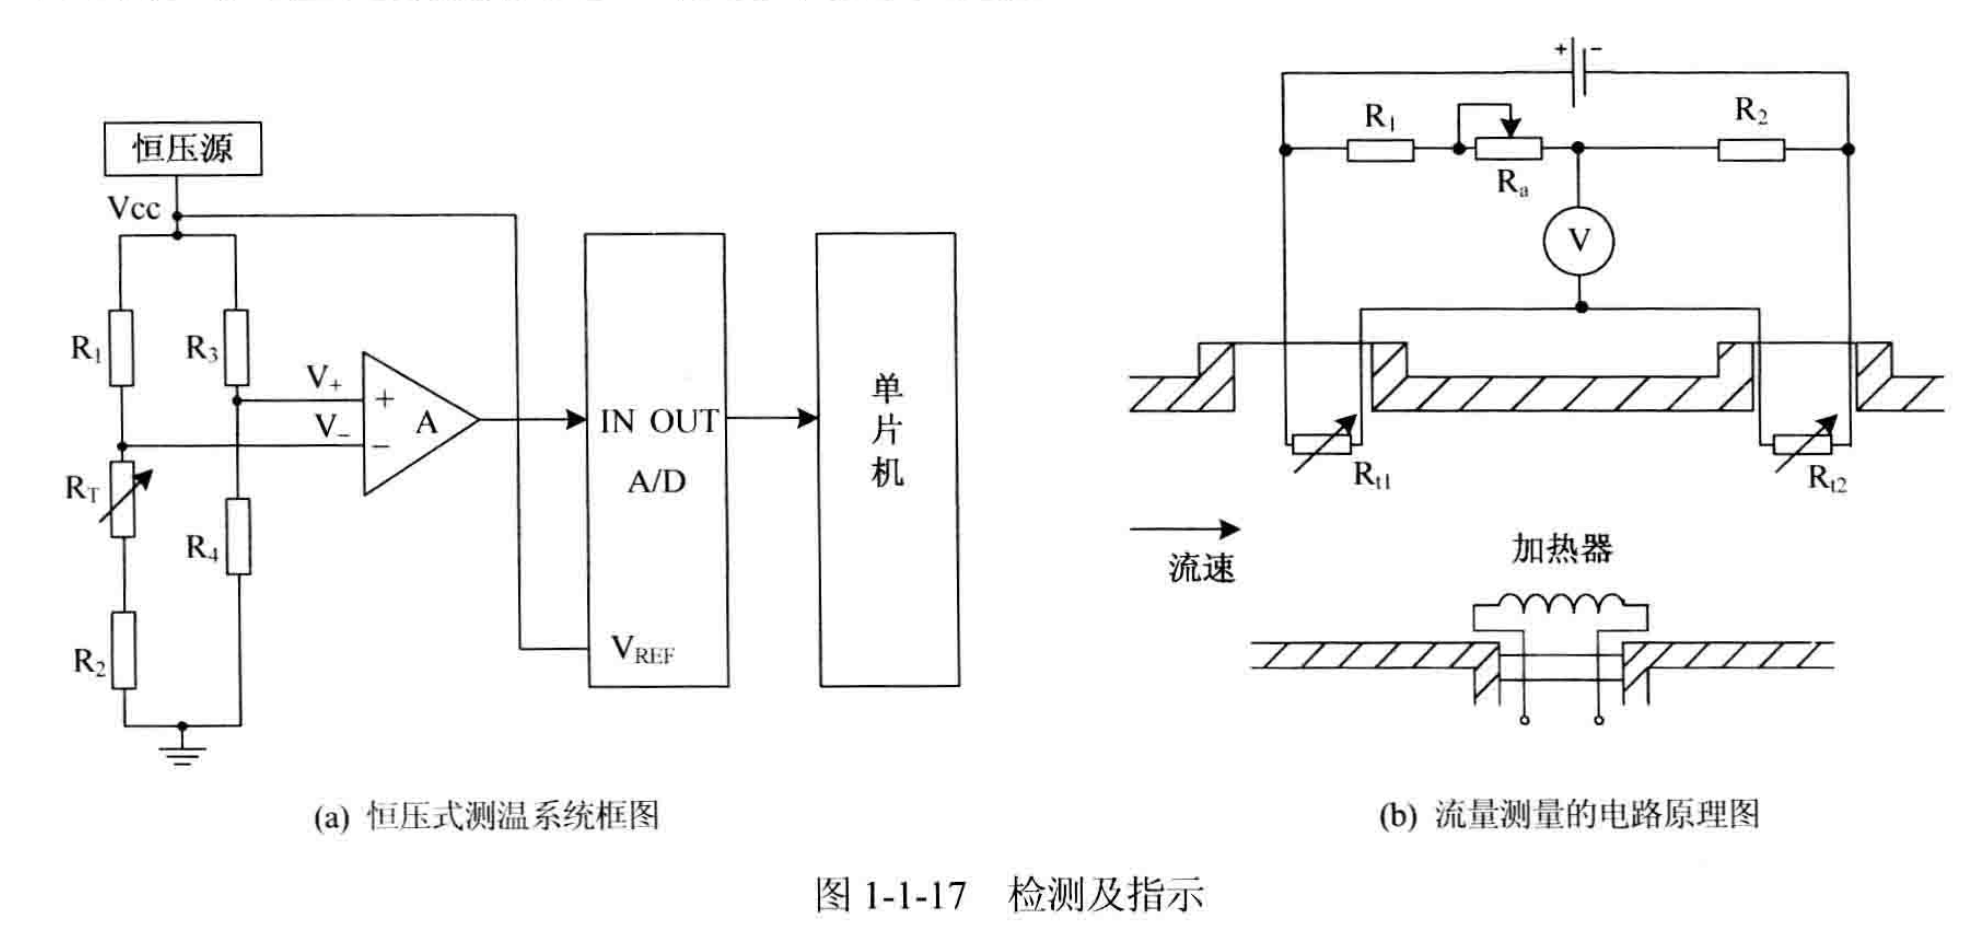 恒压源
Vcc
R1
R3
V+
V−
+
−
A
RT
R4
R2
IN OUT
A/D
VREF
单片机
(a) 恒压式测温系统框图
+ −
R1
Ra
R2
V
Rt1
Rt2
流速
加热器
(b) 流量测量的电路原理图
图 1-1-17 检测及指示